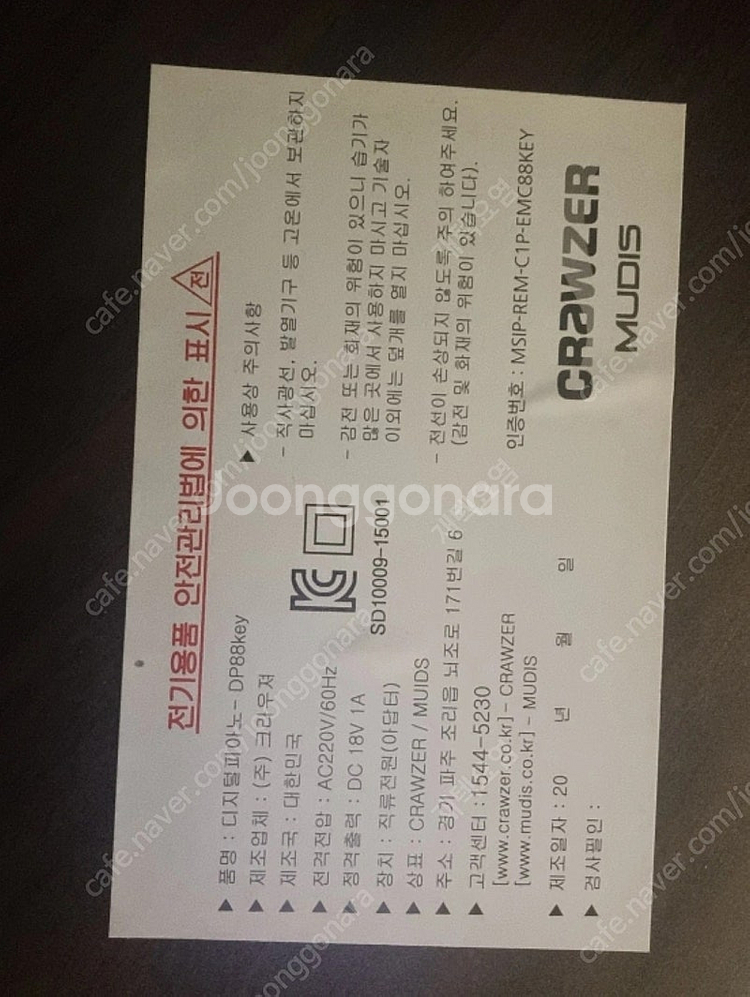 전기용품 안전관리법에 의한 표시 전
▶ 품명 : 디지털피아노- DP88key
▶ 제조업체 : (주) 크라우져
▶ 제조국 : 대한민국
▶ 전격전압 : AC220V/60Hz
▶ 정격출력 : DC 18V 1A
▶ 장치 : 직류전원(아답터)
▶ 상표 : CRAWZER / MUIDS
▶ 주소 : 경기 파주 조리읍 뇌조로 171번길 6
▶ 고객센터 : 1544-5230
[www.crawzer.co.kr] - CRAWZER
[www.mudis.co.kr] - MUDIS
▶ 제조일자 : 20 년 월 일
▶ 검사필인 :
SD10009-15001
▶ 사용상 주의사항
- 직사광선, 발열기구 등 고온에서 보관하지
마십시오.
- 감전 또는 화재의 위험이 있으니 습기가
많은 곳에서 사용하지 마시고 기술자
이외에는 덮개를 열지 마십시오.
- 전선이 손상되지 않도록 주의 하여주세요.
(감전 및 화재의 위험이 있습니다).
인증번호 : MSIP-REM-C1P-EMC88KEY
CRaWZER
MUDIS
Joonggonara
cafe.naver.com/joonggonara